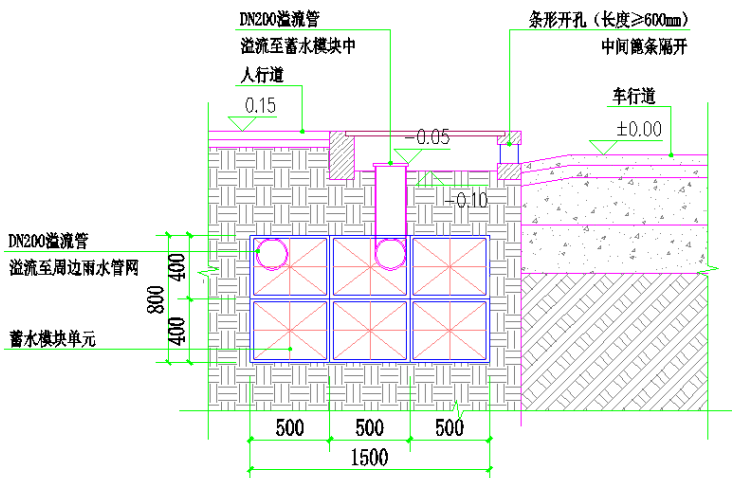 DN200溢流管
溢流至蓄水模块中
条形开孔（长度≥600mm）
中间篦条隔开
人行道
0.15
车行道
±0.00
-0.05
-0.10
DN200溢流管
溢流至周边雨水管网
800
400
400
蓄水模块单元
500
500
500
1500